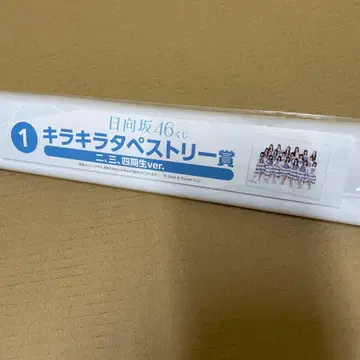 日向坂46くじ
1
キラキラタペストリー賞
二、三、四期生ver.